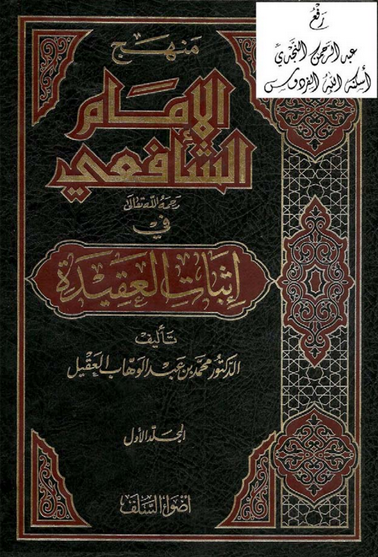 رفع
عبد الرحمن النجدي
أسكنه الله الفردوس
منهج
الإمام
الشافعي
رحمه الله تعالى
في
إثبات العقيدة
تأليف
الدكتور محمد بن عبد الوهاب العقيل
المجلد الأول
أضواء السلف